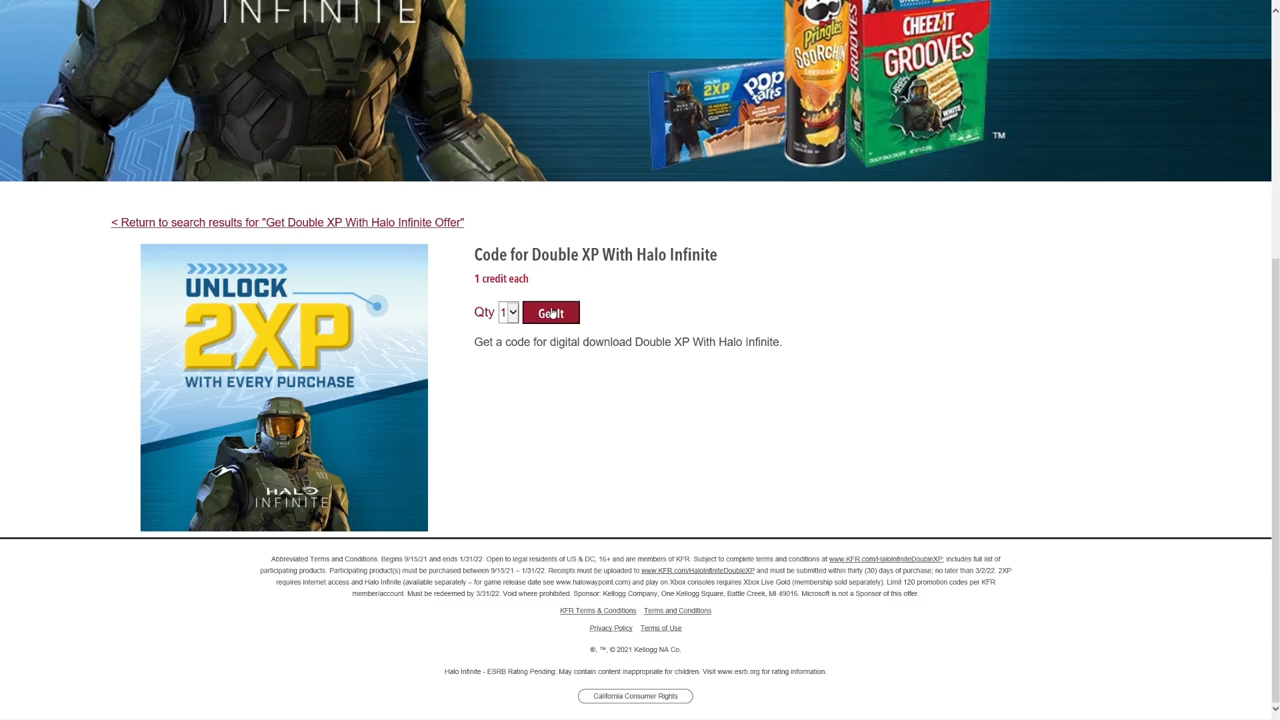 INFINITE
Pringles
SCORCHIN'
CHEDDAR
GROOVES
CHEEZ-IT
GROOVES
2XP
POP
tarts
WHITE
TM
< Return to search results for "Get Double XP With Halo Infinite Offer"
UNLOCK
2XP
WITH EVERY PURCHASE
HALO
INFINITE
Code for Double XP With Halo Infinite
1 credit each
Qty 1 Get It
Get a code for digital download Double XP With Halo Infinite.
Abbreviated Terms and Conditions. Begins 9/15/21 and ends 1/31/22. Open to legal residents of US & DC, 16+ and are members of KFR. Subject to complete terms and conditions at www.KFR.com/HaloInfiniteDoubleXP; includes full list of
participating products. Participating product(s) must be purchased between 9/15/21 – 1/31/22. Receipts must be uploaded to www.KFR.com/HaloInfiniteDoubleXP and must be submitted within thirty (30) days of purchase, no later than 3/2/22. 2XP
requires internet access and Halo Infinite (available separately – for game release date see www.halowaypoint.com) and play on Xbox consoles requires Xbox Live Gold (membership sold separately). Limit 120 promotion codes per KFR
member/account. Must be redeemed by 3/31/22. Void where prohibited. Sponsor: Kellogg Company, One Kellogg Square, Battle Creek, MI 49016. Microsoft is not a Sponsor of this offer.
KFR Terms & Conditions Terms and Conditions
Privacy Policy Terms of Use
®, ™, © 2021 Kellogg NA Co.
Halo Infinite - ESRB Rating Pending: May contain content inappropriate for children. Visit www.esrb.org for rating information.
California Consumer Rights